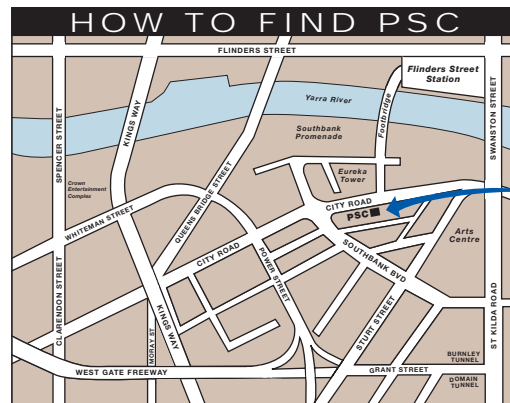 HOW TO FIND PSC
FLINDERS STREET
Flinders Street
Station
Yarra River
Footbridge
Southbank
Promenade
SPENCER STREET
KINGS WAY
SWANSTON STREET
Eureka
Tower
Crown
Entertainment
Complex
QUEENS BRIDGE STREET
CITY ROAD
PSC
WHITEMAN STREET
Arts
Centre
CITY ROAD
SOUTHBANK BVD
POWER STREET
CLARENDON STREET
KINGS WAY
STURT STREET
ST KILDA ROAD
MORAY ST
BURNLEY
TUNNEL
WEST GATE FREEWAY
GRANT STREET
DOMAIN
TUNNEL